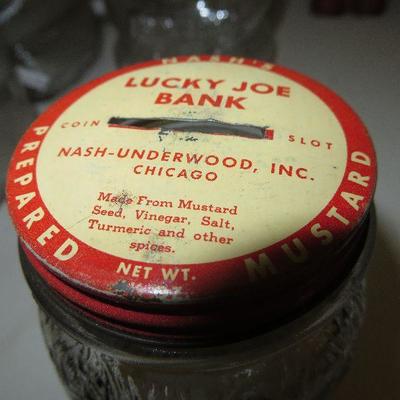 NASH'S
LUCKY JOE
BANK
COIN SLOT
NASH-UNDERWOOD, INC.
CHICAGO
Made From Mustard
Seed, Vinegar, Salt,
Turmeric and other
spices.
PREPARED MUSTARD
NET WT.